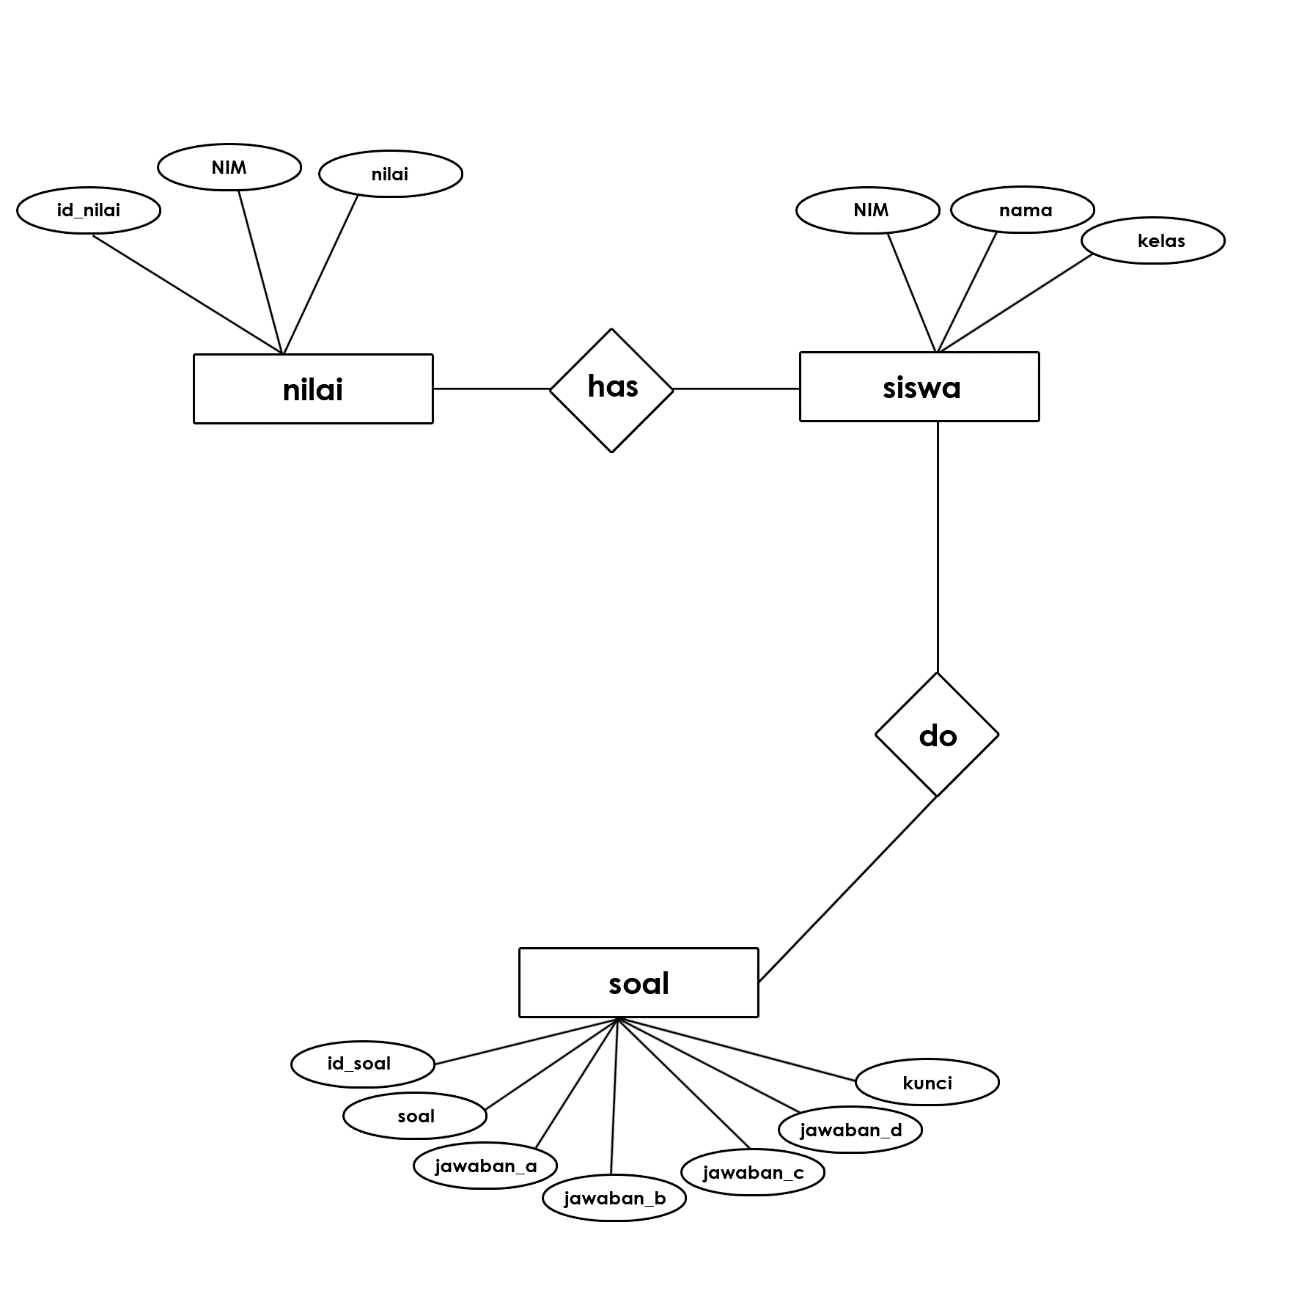 NIM
nilai
id_nilai
NIM
nama
kelas
nilai
has
siswa
do
soal
id_soal
kunci
soal
jawaban_d
jawaban_a
jawaban_c
jawaban_b